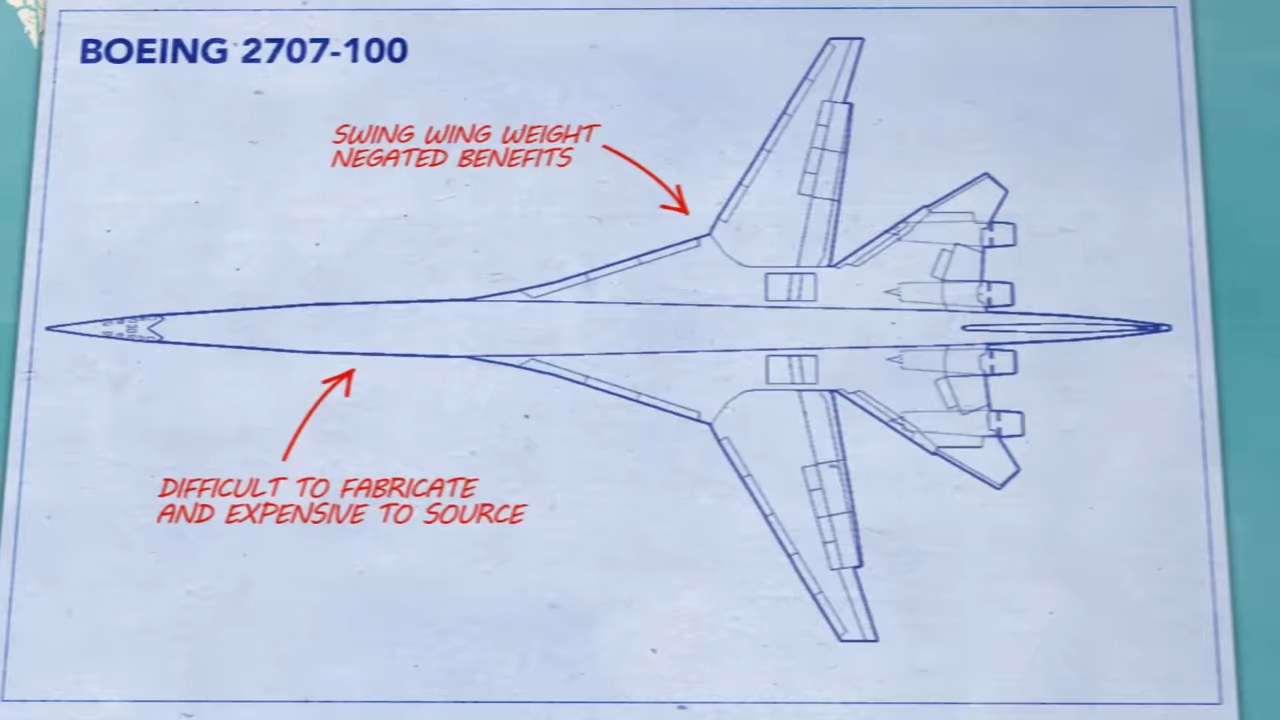 BOEING 2707-100
SWING WING WEIGHT
NEGATED BENEFITS
DIFFICULT TO FABRICATE
AND EXPENSIVE TO SOURCE